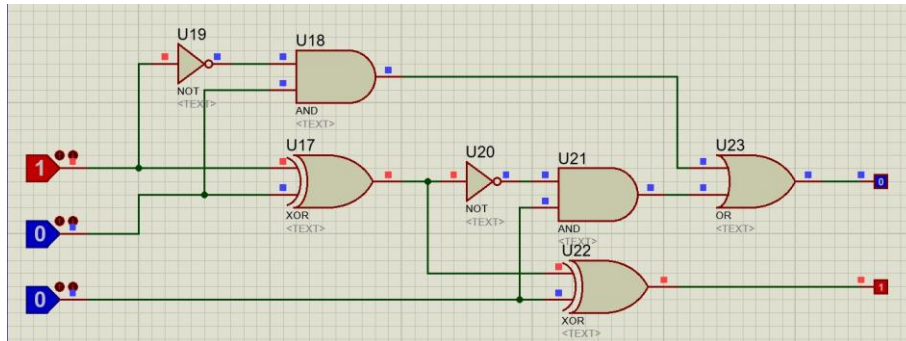 U19
U18
NOT
<TEXT>
AND
<TEXT>
U17
U20
U21
U23
1
0
XOR
<TEXT>
NOT
<TEXT>
AND
<TEXT>
OR
<TEXT>
0
0
U22
XOR
<TEXT>
1